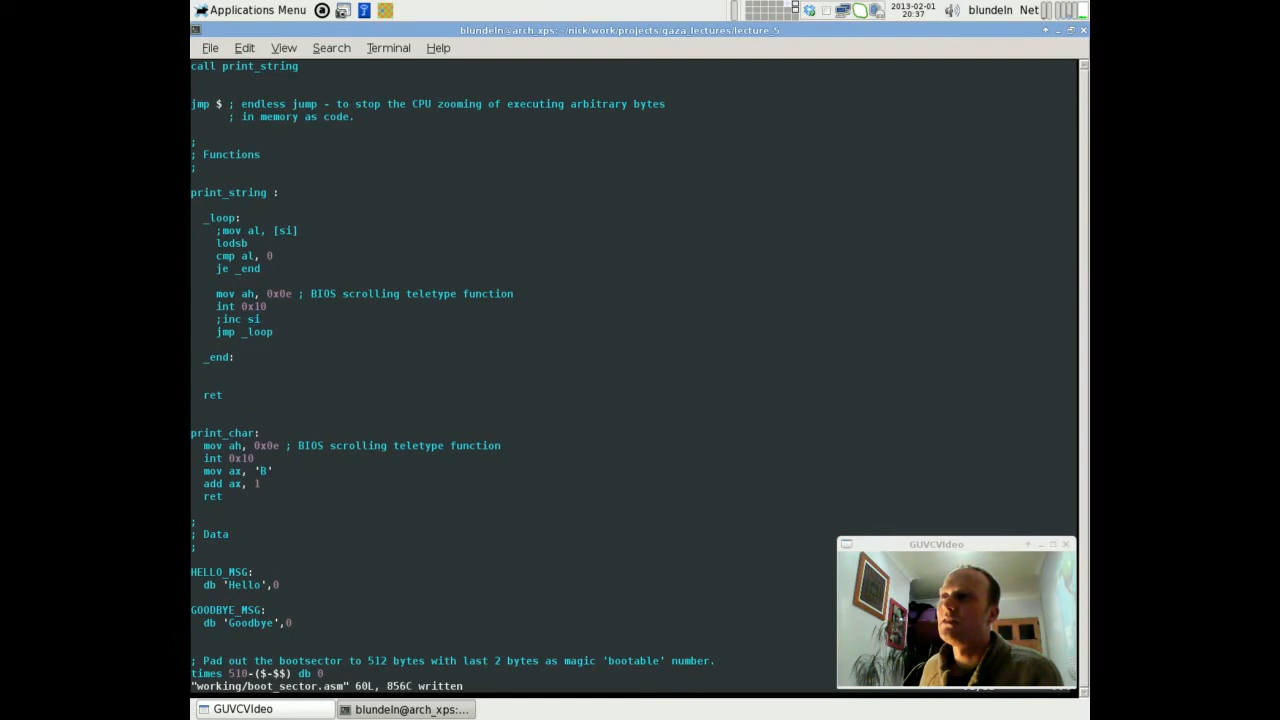 Applications Menu
2013-02-01
20:37
blundeln
Net
blundeln@arch_xps:~/nick/work/projects/gaza_lectures/lecture_5
File Edit View Search Terminal Help
call print_string
jmp $ ; endless jump - to stop the CPU zooming of executing arbitrary bytes
; in memory as code.
;
; Functions
;
print_string :
_loop:
;mov al, [si]
lodsb
cmp al, 0
je _end
mov ah, 0x0e ; BIOS scrolling teletype function
int 0x10
;inc si
jmp _loop
_end:
ret
print_char:
mov ah, 0x0e ; BIOS scrolling teletype function
int 0x10
mov ax, 'B'
add ax, 1
ret
;
; Data
;
HELLO_MSG:
db 'Hello',0
GOODBYE_MSG:
db 'Goodbye',0
; Pad out the bootsector to 512 bytes with last 2 bytes as magic 'bootable' number.
times 510-($-$$) db 0
"working/boot_sector.asm" 60L, 856C written
GUVCVideo
GUVCVideo
blundeln@arch_xps:...